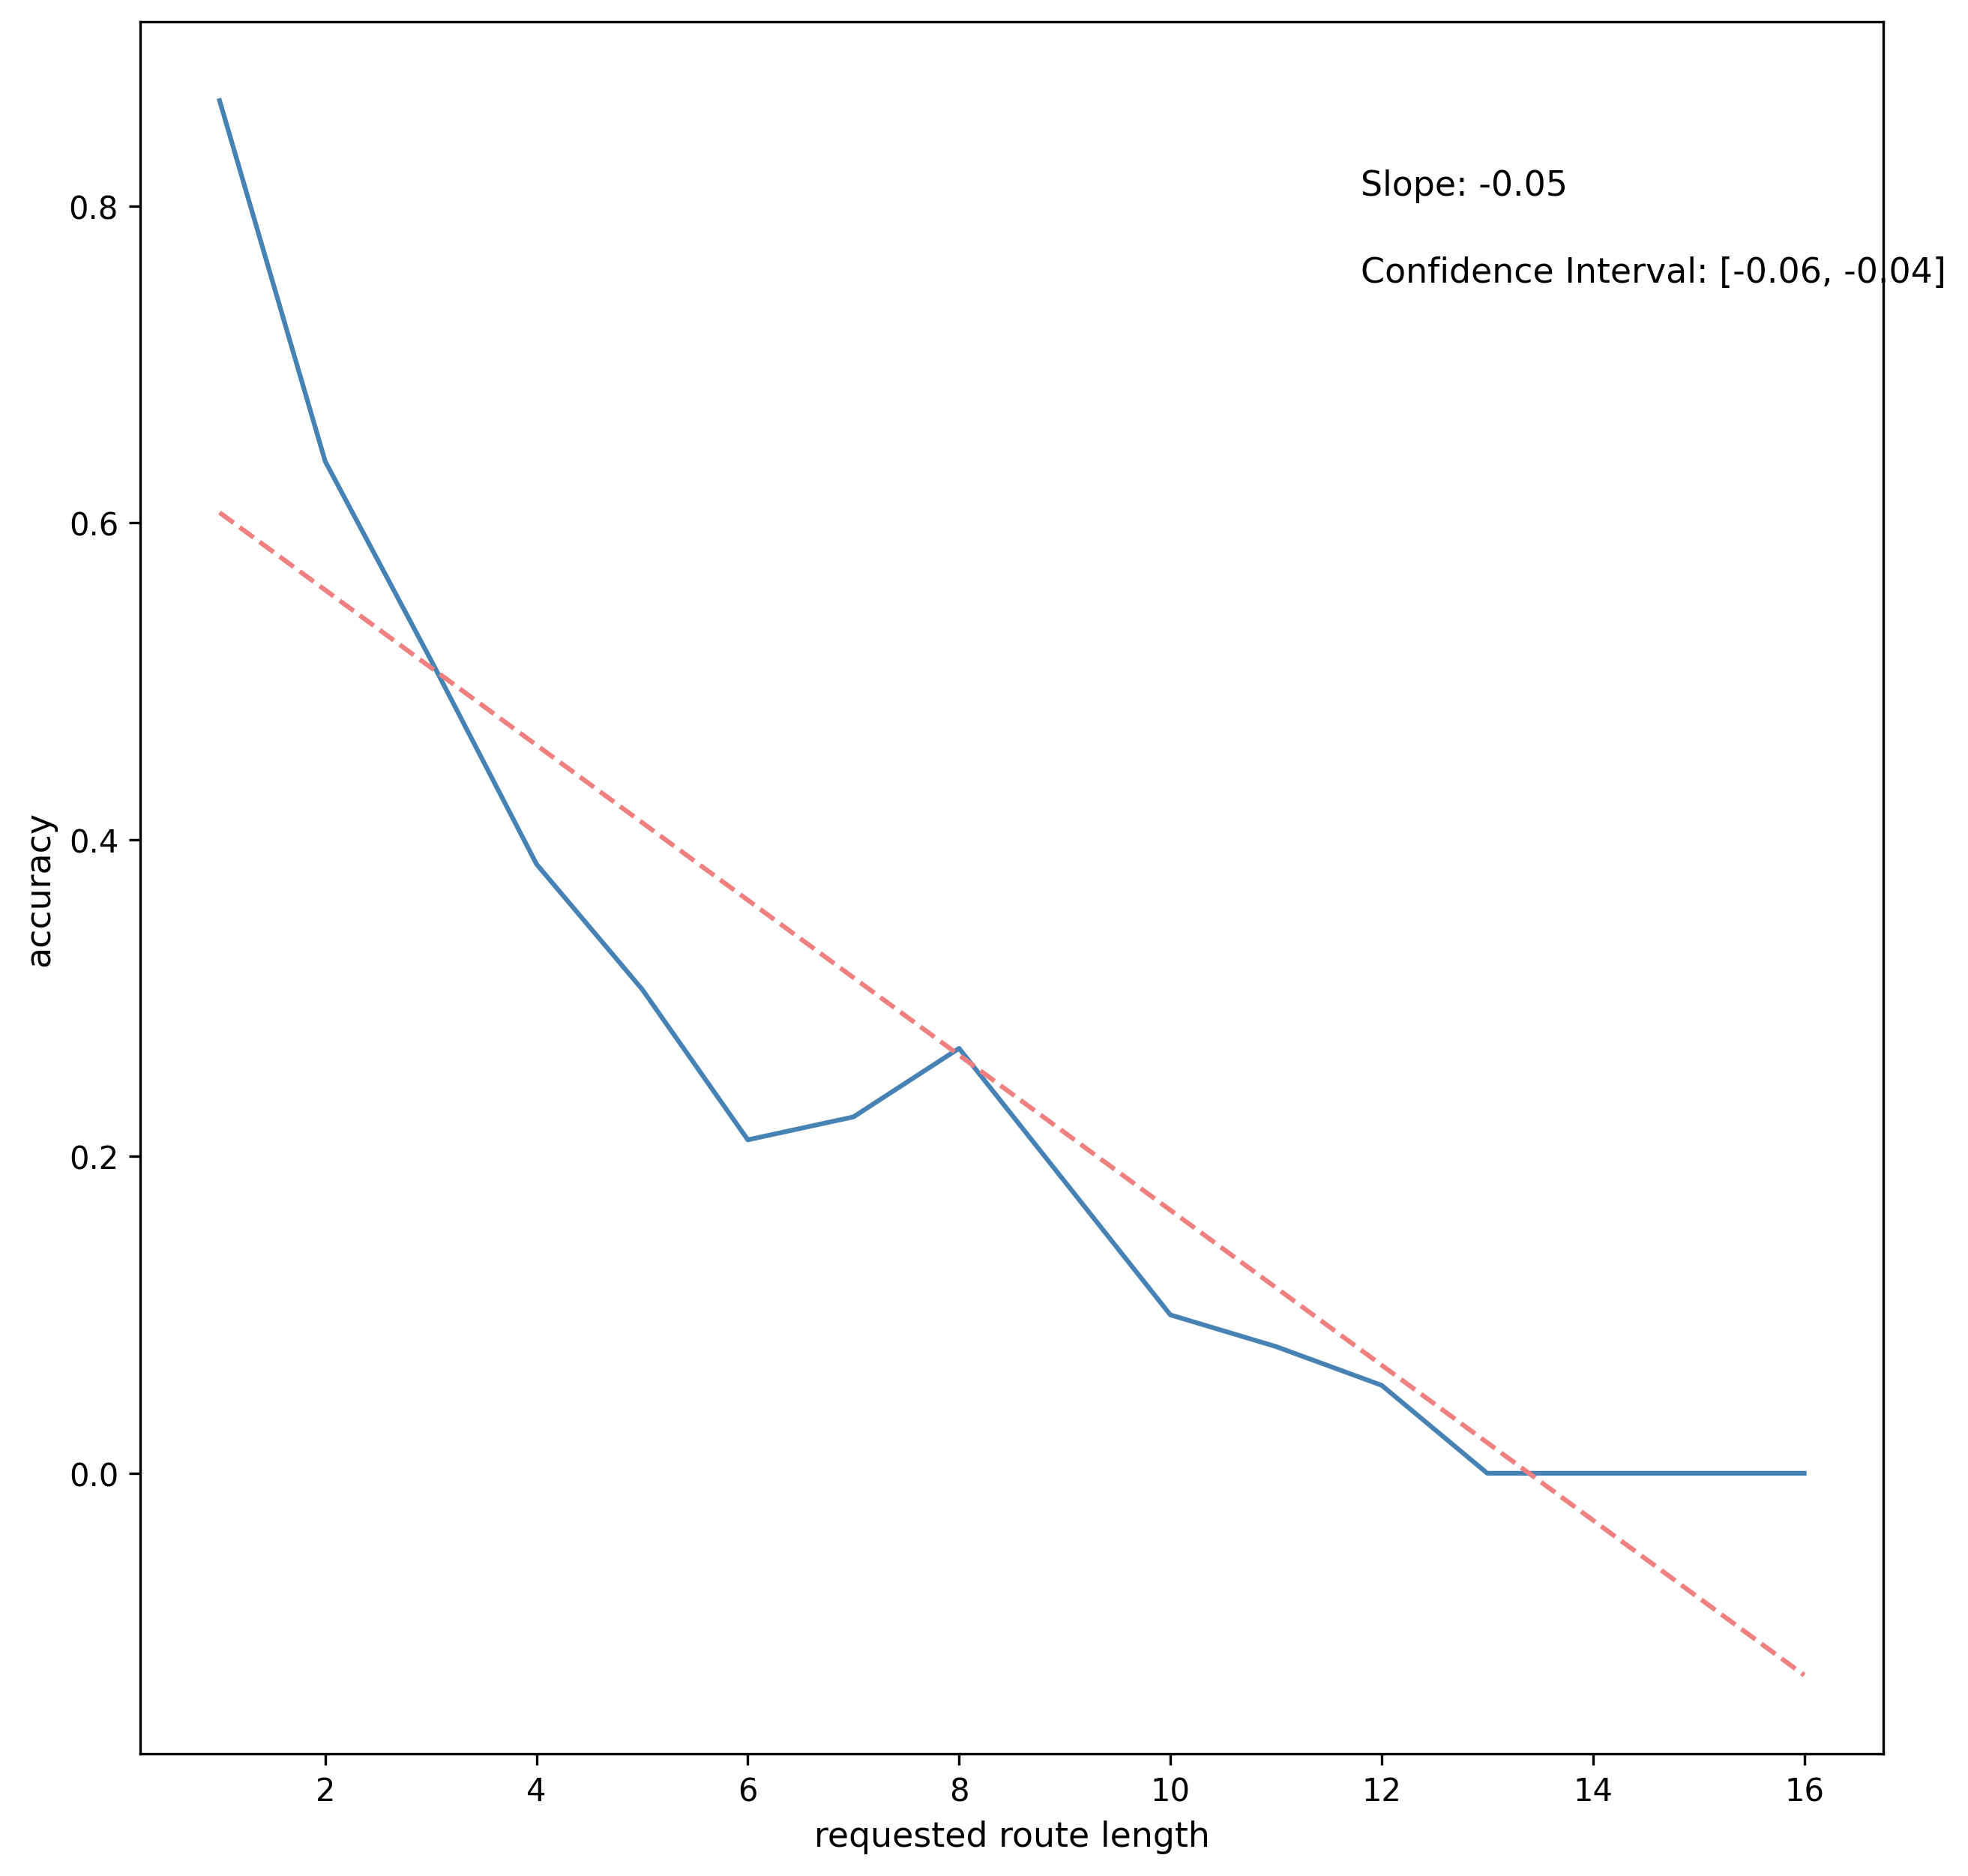 Slope: -0.05
Confidence Interval: [-0.06, -0.04]
0.8
0.6
0.4
0.2
0.0
accuracy
2 4 6 8 10 12 14 16
requested route length